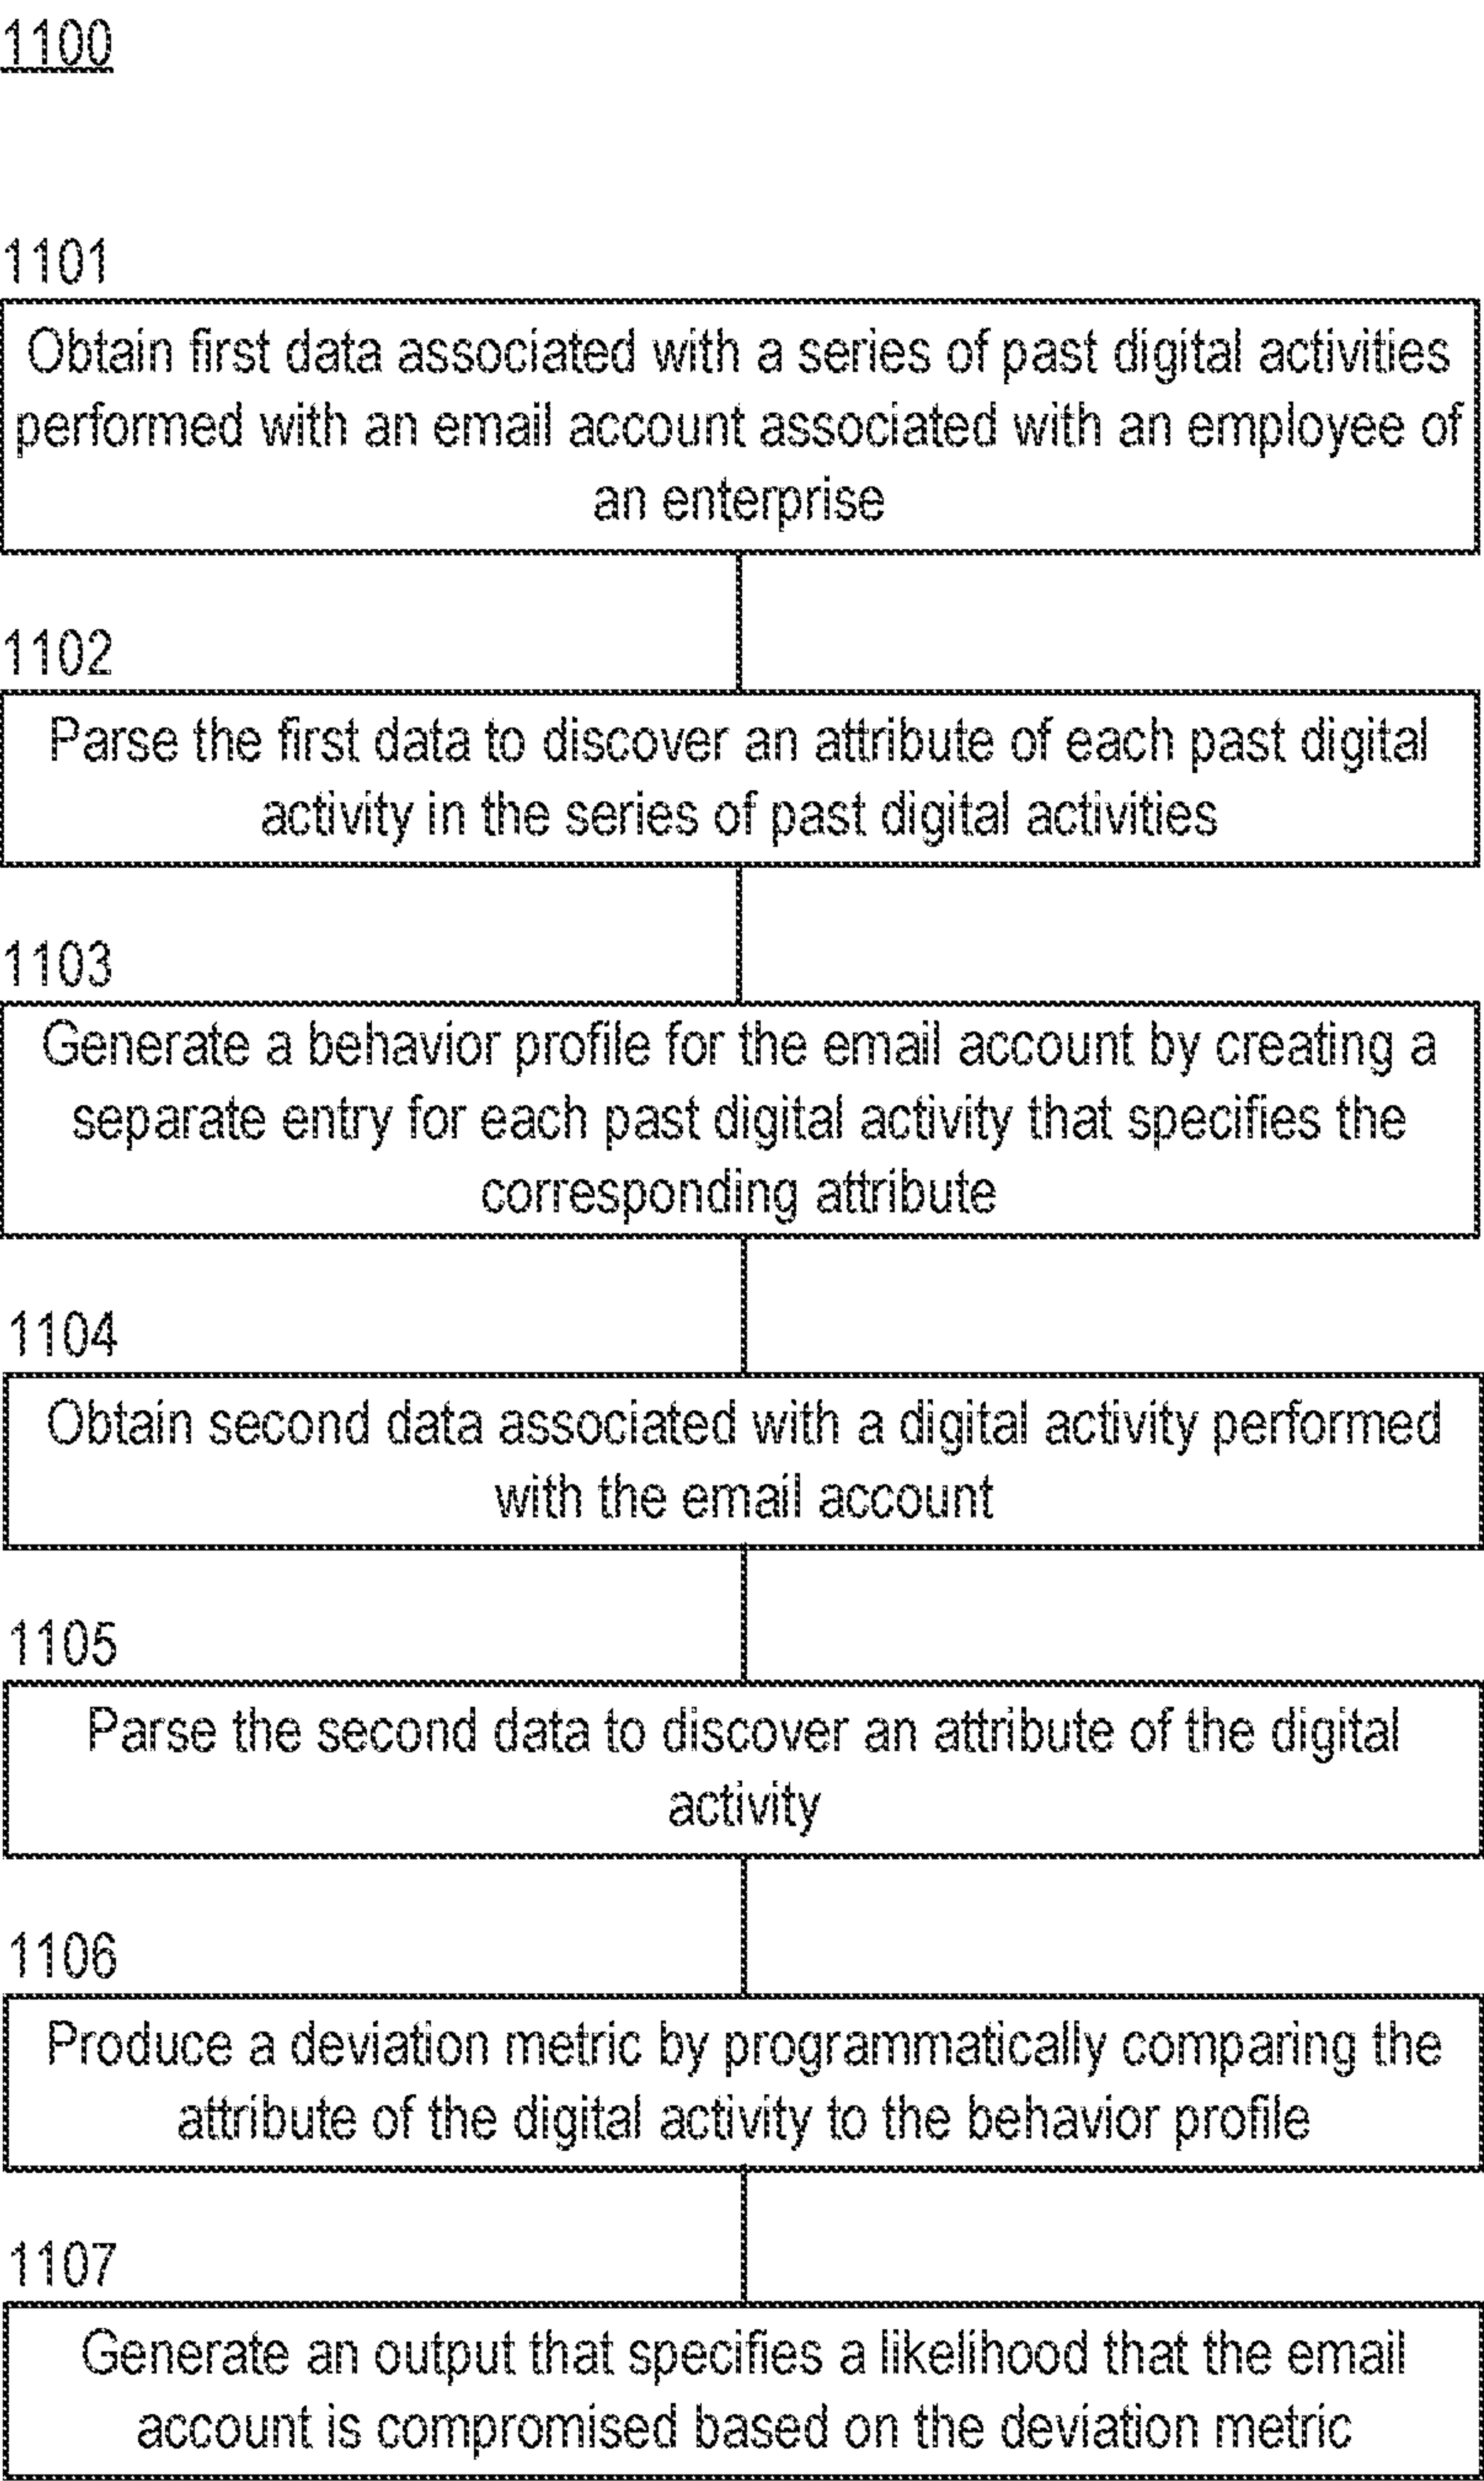 1100
1101
Obtain first data associated with a series of past digital activities
performed with an email account associated with an employee of
an enterprise
1102
Parse the first data to discover an attribute of each past digital
activity in the series of past digital activities
1103
Generate a behavior profile for the email account by creating a
separate entry for each past digital activity that specifies the
corresponding attribute
1104
Obtain second data associated with a digital activity performed
with the email account
1105
Parse the second data to discover an attribute of the digital
activity
1106
Produce a deviation metric by programmatically comparing the
attribute of the digital activity to the behavior profile
1107
Generate an output that specifies a likelihood that the email
account is compromised based on the deviation metric